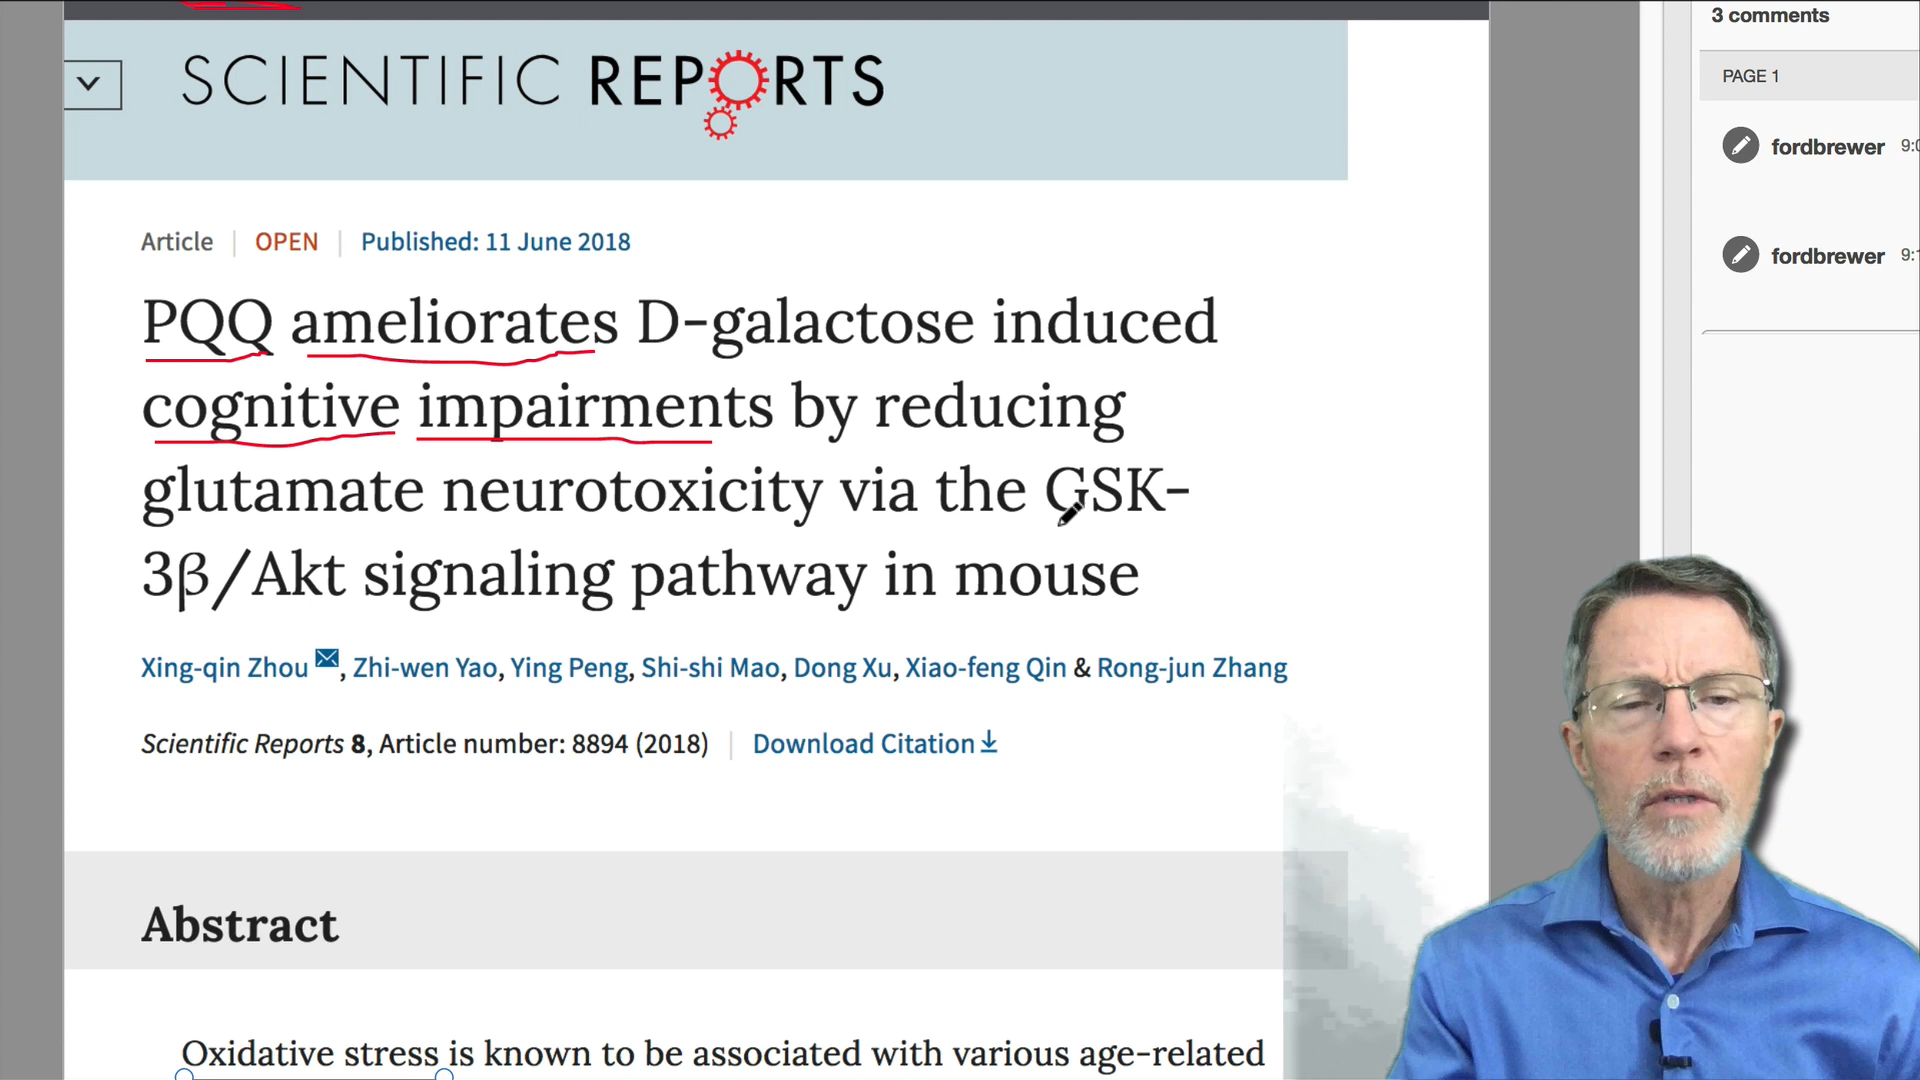 3 comments
SCIENTIFIC REPORTS
PAGE 1
fordbrewer
fordbrewer
Article | OPEN | Published: 11 June 2018
PQQ ameliorates D-galactose induced
cognitive impairments by reducing
glutamate neurotoxicity via the GSK-
3β/Akt signaling pathway in mouse
Xing-qin Zhou, Zhi-wen Yao, Ying Peng, Shi-shi Mao, Dong Xu, Xiao-feng Qin & Rong-jun Zhang
Scientific Reports 8, Article number: 8894 (2018) | Download Citation
Abstract
Oxidative stress is known to be associated with various age-related